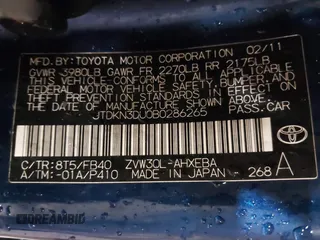 MFD. BY: TOYOTA MOTOR CORPORATION 02/11
GVWR 3980LB GAWR FR 2270LB RR 2175LB
THIS VEHICLE CONFORMS TO ALL APPLICABLE
FEDERAL MOTOR VEHICLE SAFETY, BUMPER, AND
THEFT PREVENTION STANDARDS IN EFFECT ON
THE DATE OF MANUFACTURE SHOWN ABOVE.
JTDKN3DU0B0286265 PASS.CAR
C/TR: 8T5/FB40 ZVW30L-AHXEBA
A/TM: -01A/P410 MADE IN JAPAN 268 A
TOYOTA
DREAMBID